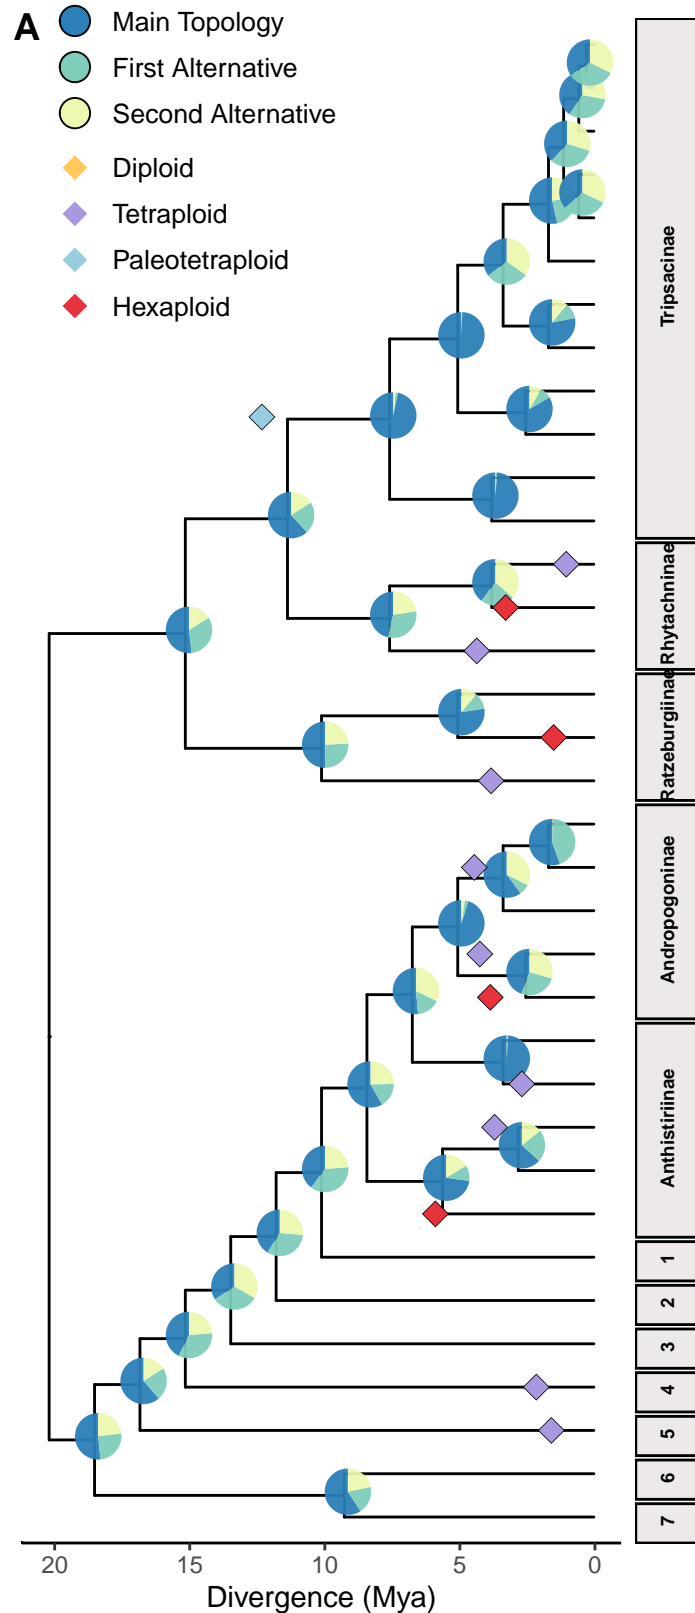 A
Main Topology
First Alternative
Second Alternative
Diploid
Tetraploid
Paleotetraploid
Hexaploid
Tripsacinae
Rhytachninae
Ratzeburgiinae
Andropogoninae
Anthistiriinae
1
2
3
4
5
6
7
20 15 10 5 0
Divergence (Mya)